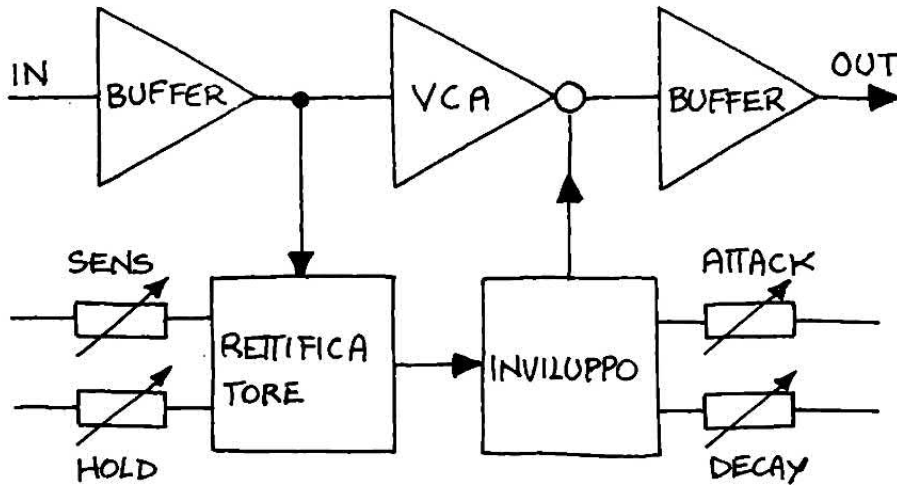 IN
BUFFER
VCA
BUFFER
OUT
SENS
HOLD
RETTIFICA
TORE
INVILUPPO
ATTACK
DECAY